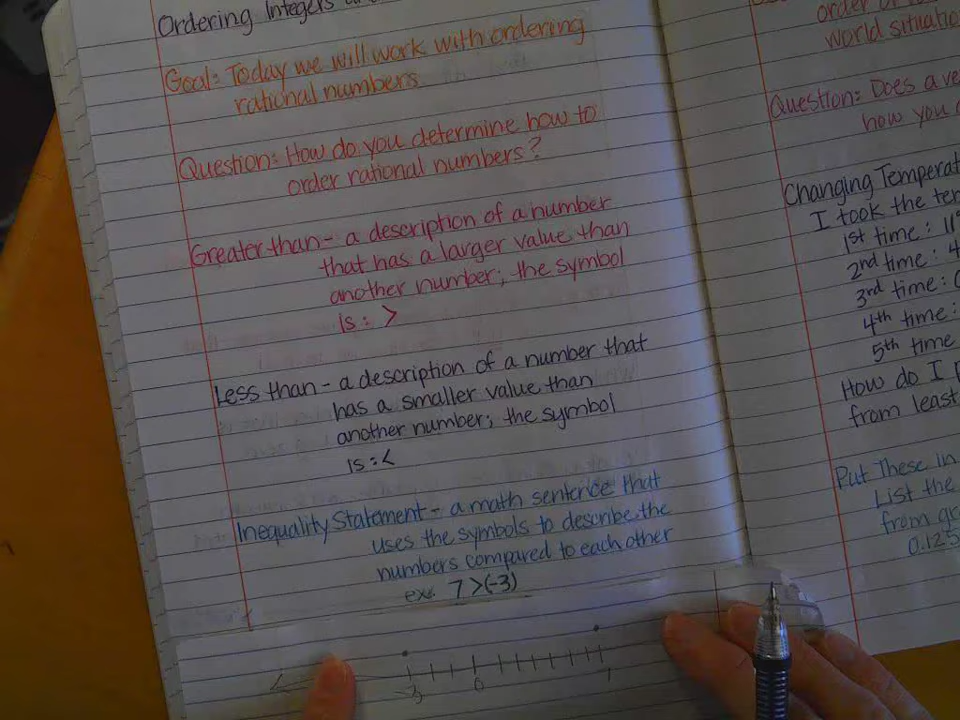 Ordering Integers
Goal: Today we will work with ordering
rational numbers.
Question: How do you determine how to
order rational numbers?
Greater than - a description of a number
that has a larger value than
another number; the symbol
is: >
Less than - a description of a number that
has a smaller value than
another number; the symbol
is: <
Inequality Statement - a math sentence that
uses the symbols to describe the
numbers compared to each other
ex. 7 >(-3)
-3 0 7
order of
world situatio
Question: Does a
how you
Changing Temperat
I took the
1st time: 11°
2nd time: 4
3rd time:
4th time:
5th time
How do I
from least
Put These in
List the
from
0.125